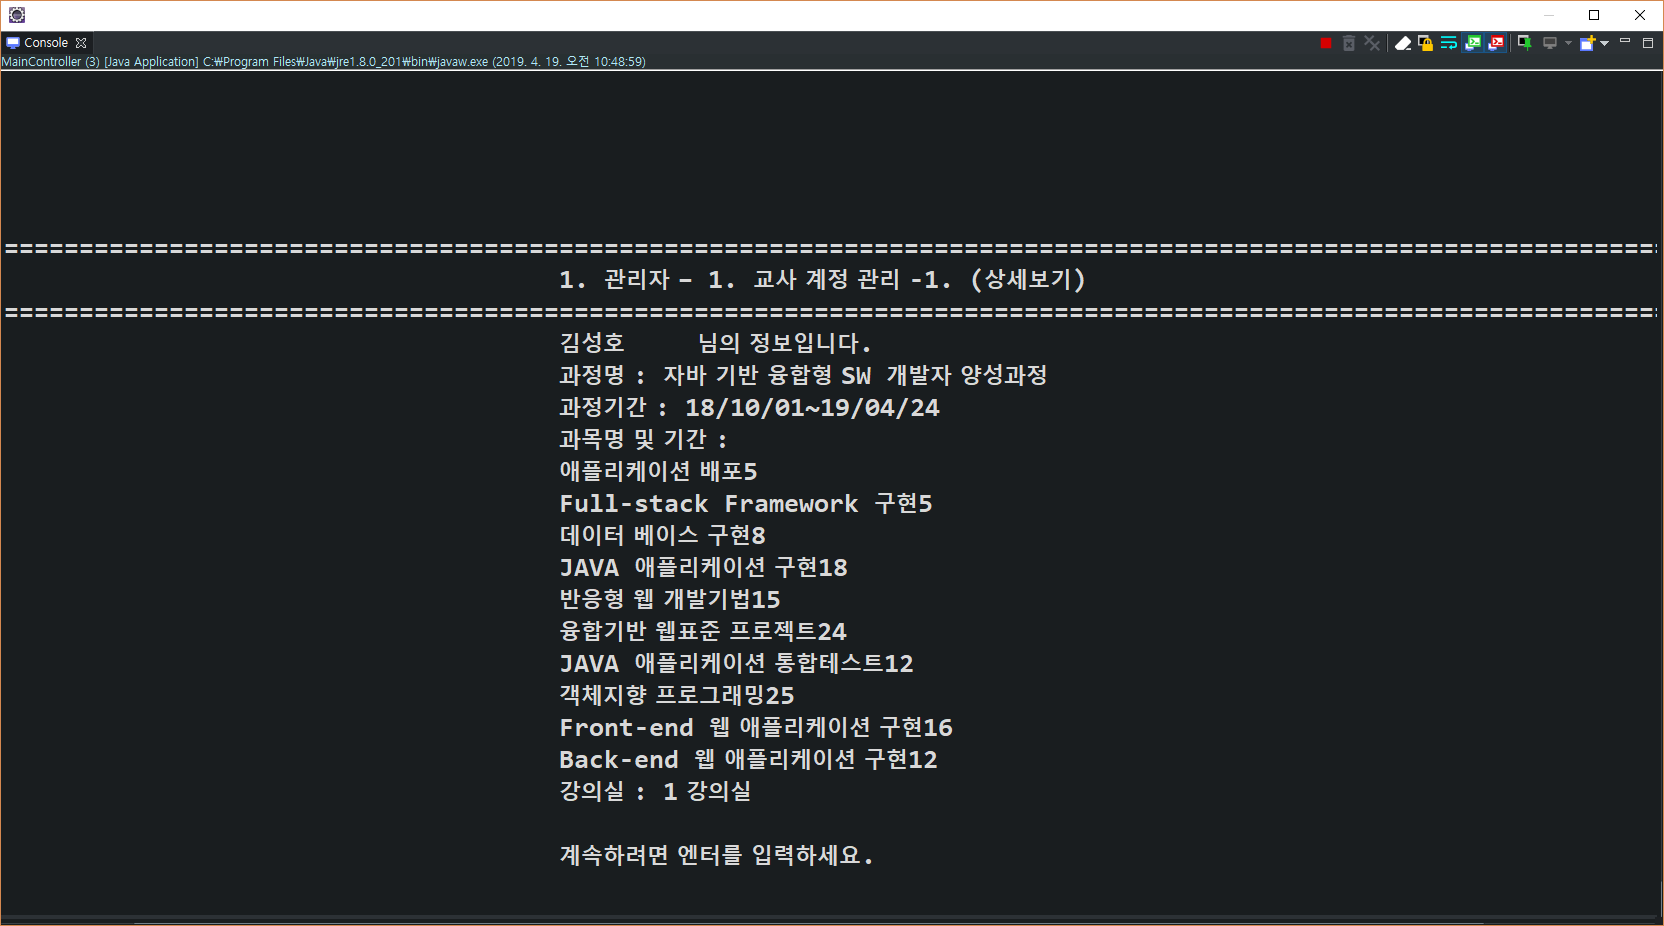 Console
MainController (3) [Java Application] C:₩Program Files₩Java₩jre1.8.0_201₩bin₩javaw.exe (2019. 4. 19. 오전 10:48:59)
===============================================================================================================
1. 관리자 – 1. 교사 계정 관리 -1. (상세보기)
===============================================================================================================
김성호 님의 정보입니다.
과정명 : 자바 기반 융합형 SW 개발자 양성과정
과정기간 : 18/10/01~19/04/24
과목명 및 기간 :
애플리케이션 배포5
Full-stack Framework 구현5
데이터 베이스 구현8
JAVA 애플리케이션 구현18
반응형 웹 개발기법15
융합기반 웹표준 프로젝트24
JAVA 애플리케이션 통합테스트12
객체지향 프로그래밍25
Front-end 웹 애플리케이션 구현16
Back-end 웹 애플리케이션 구현12
강의실 : 1 강의실
계속하려면 엔터를 입력하세요.